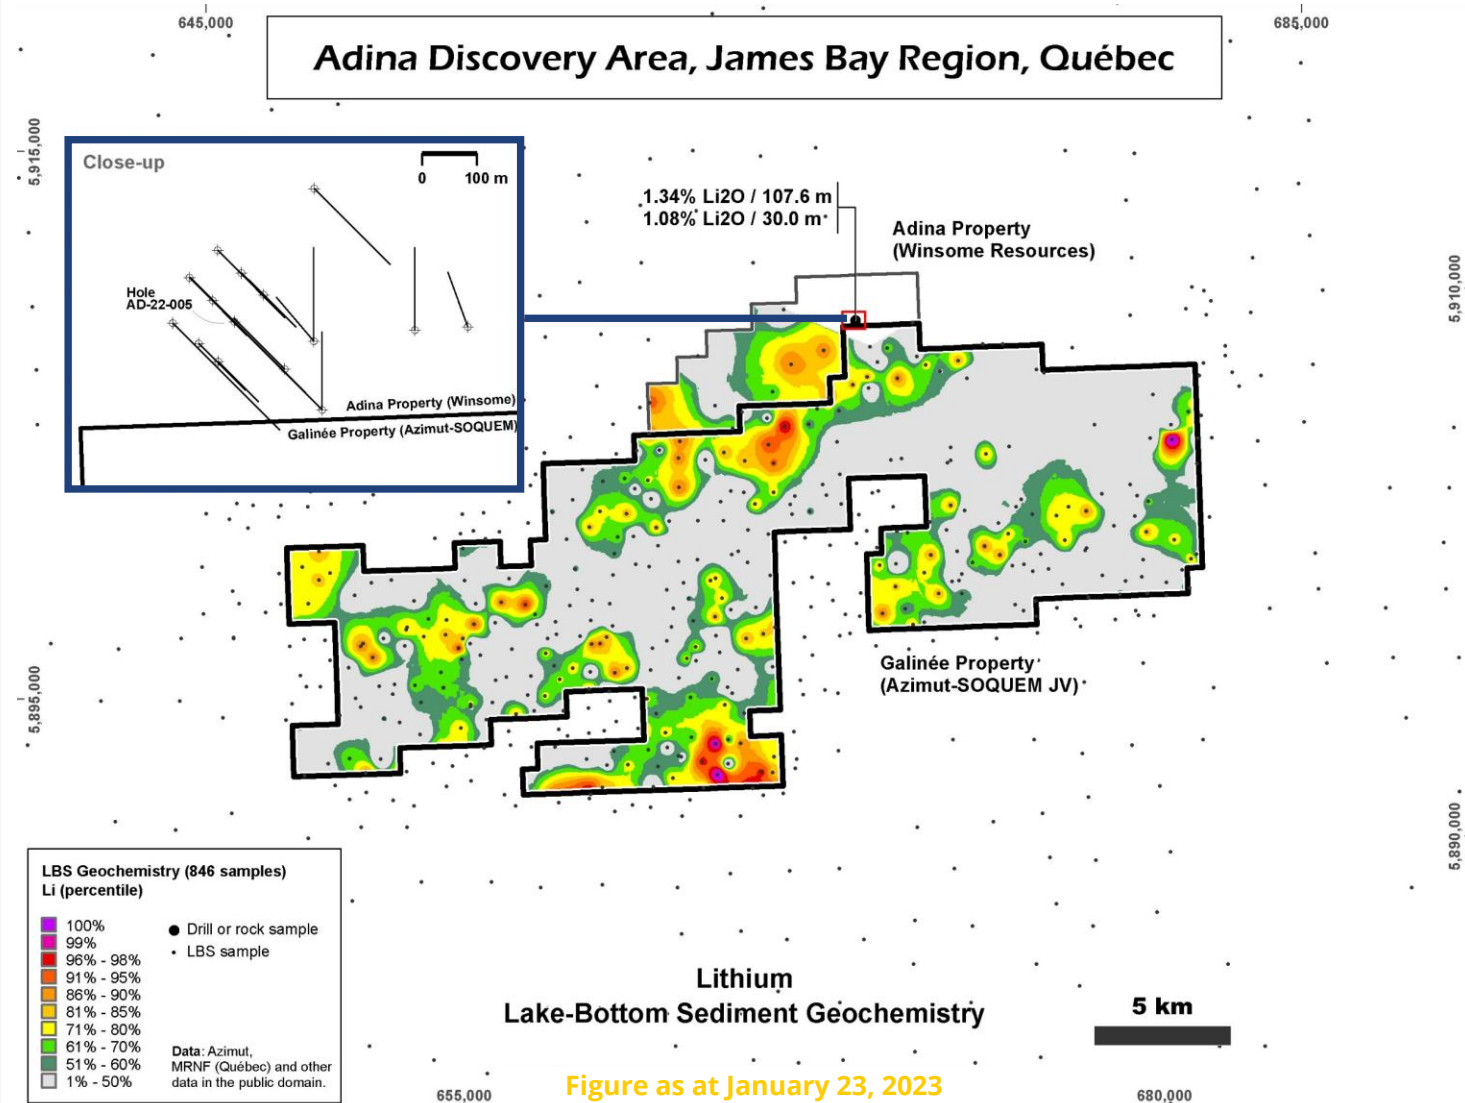 645,000
685,000
Adina Discovery Area, James Bay Region, Québec
5,915,000
Close-up
0 100 m
Hole
AD-22-005
Adina Property (Winsome)
Galinée Property (Azimut-SOQUEM)
1.34% Li2O / 107.6 m
1.08% Li2O / 30.0 m
Adina Property
(Winsome Resources)
5,910,000
Galinée Property
(Azimut-SOQUEM JV)
5,895,000
5,890,000
LBS Geochemistry (846 samples)
Li (percentile)
100%
99%
96% - 98%
91% - 95%
86% - 90%
81% - 85%
71% - 80%
61% - 70%
51% - 60%
1% - 50%
Drill or rock sample
LBS sample
Data: Azimut,
MRNF (Québec) and other
data in the public domain.
Lithium
Lake-Bottom Sediment Geochemistry
5 km
Figure as at January 23, 2023
655,000
680,000